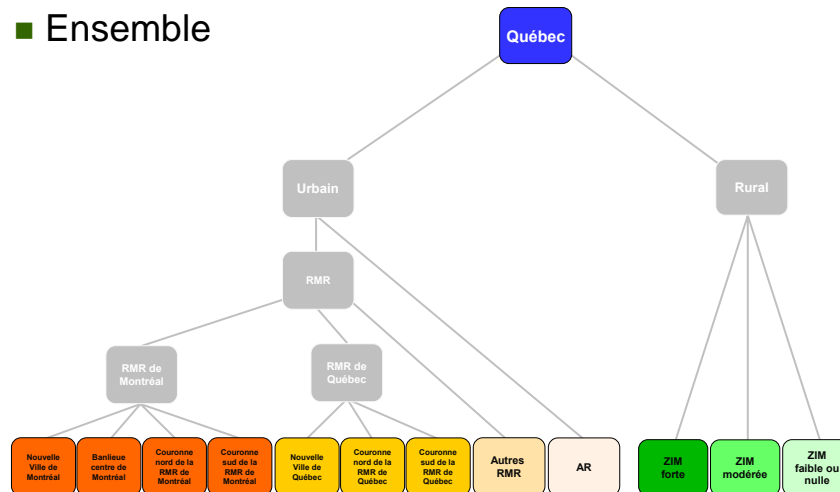 Ensemble
Québec
Urbain
Rural
RMR
RMR de
Montréal
RMR de
Québec
Nouvelle
Ville de
Montréal
Banlieue
centre de
Montréal
Couronne
nord de la
RMR de
Montréal
Couronne
sud de la
RMR de
Montréal
Nouvelle
Ville de
Québec
Couronne
nord de la
RMR de
Québec
Couronne
sud de la
RMR de
Québec
Autres
RMR
AR
ZIM
forte
ZIM
modérée
ZIM
faible ou
nulle